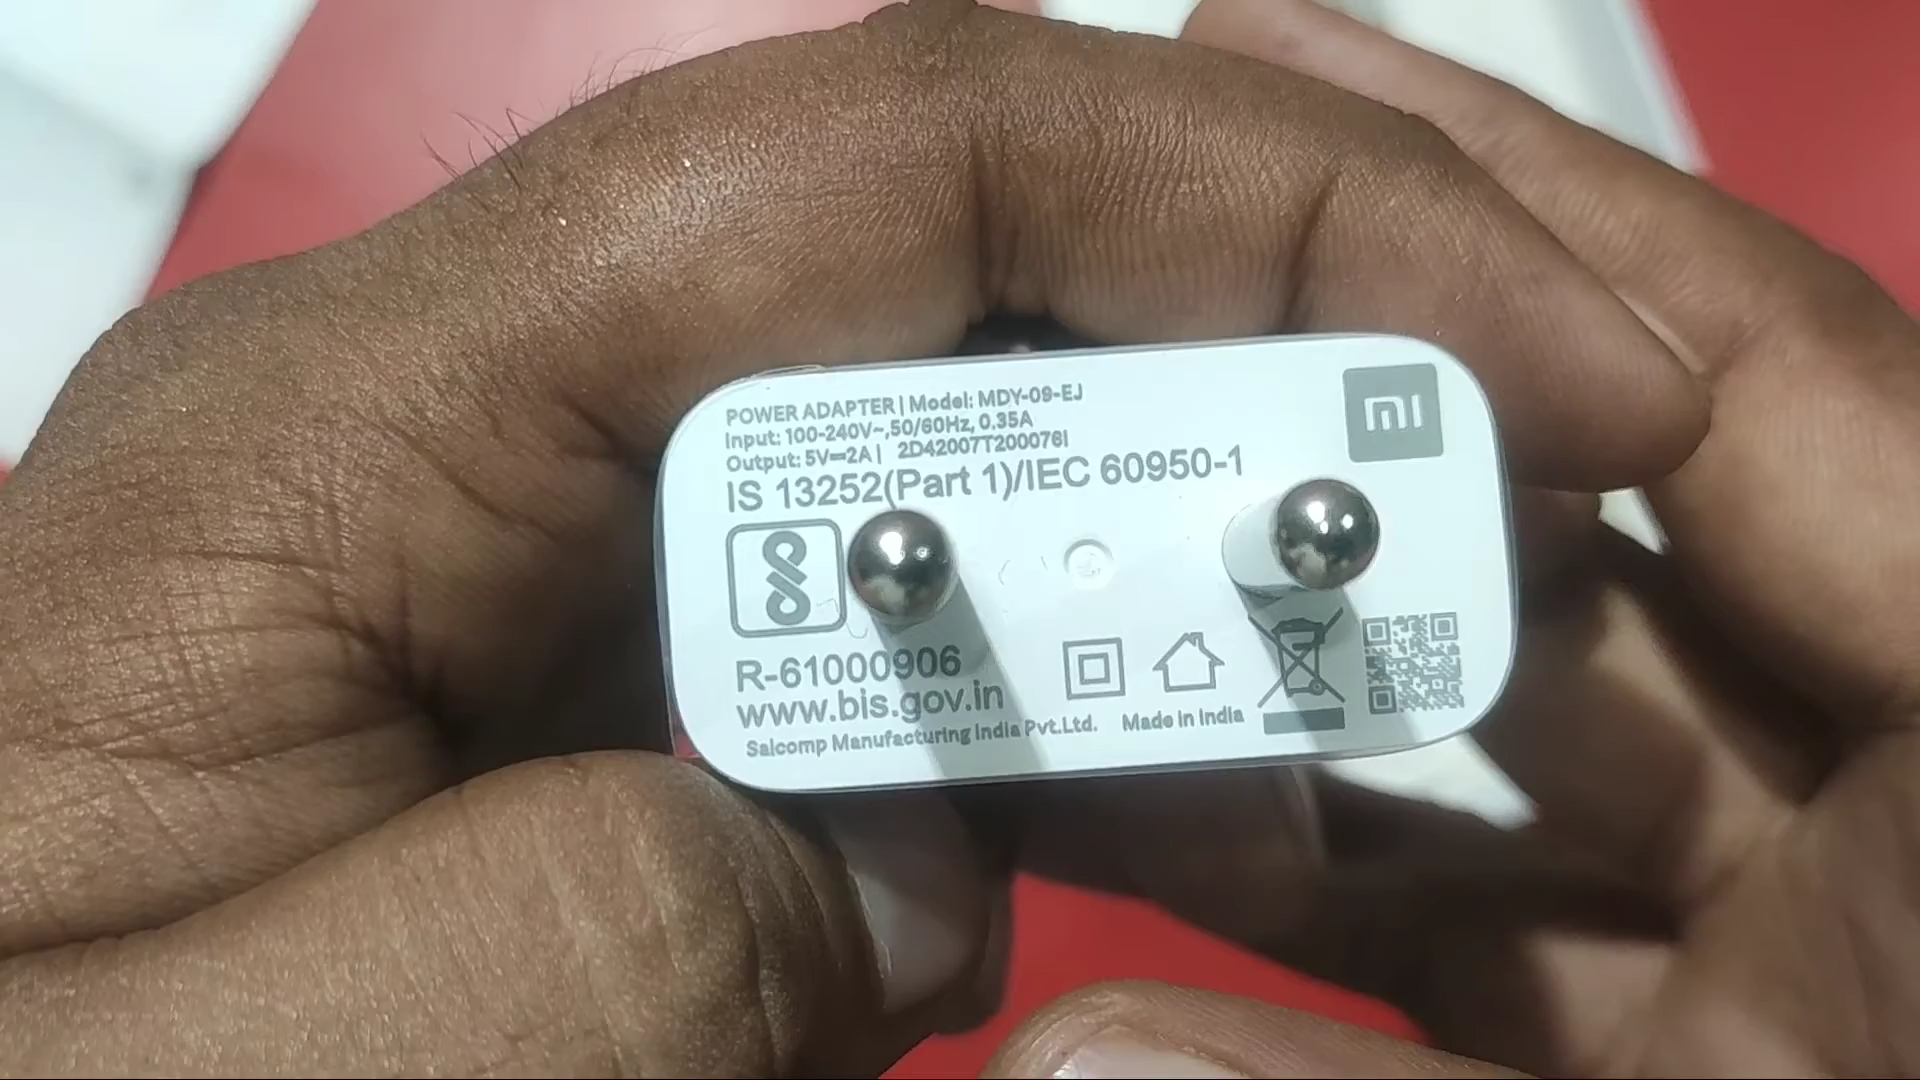 POWER ADAPTER | Model: MDY-09-EJ
Input: 100-240V~,50/60Hz, 0.35A
Output: 5V⎓2A | 2D42007T200076I
IS 13252(Part 1)/IEC 60950-1
mi
R-61000906
www.bis.gov.in
Salcomp Manufacturing India Pvt.Ltd. Made in India